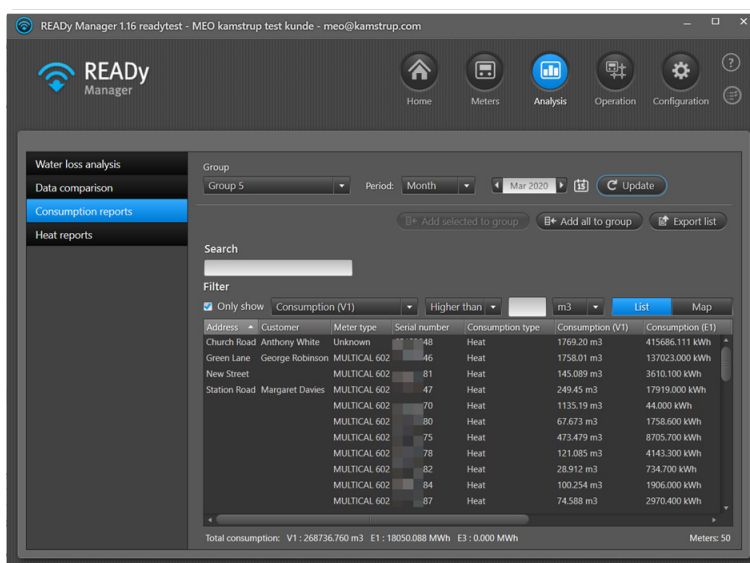 READy Manager 1.16 readytest - MEO kamstrup test kunde - meo@kamstrup.com
READy
Manager
Home Meters Analysis Operation Configuration
Water loss analysis
Data comparison
Consumption reports
Heat reports
Group
Group 5 Period: Month Mar 2020 15 Update
Add selected to group Add all to group Export list
Search
Filter
Only show Consumption (V1) Higher than m3 List Map
Address Customer Meter type Serial number Consumption type Consumption (V1) Consumption (E1)
Church Road Anthony White Unknown 48 Heat 1769.20 m3 415686.111 kWh
Green Lane George Robinson MULTICAL 602 46 Heat 1758.01 m3 137023.000 kWh
New Street MULTICAL 602 81 Heat 145.089 m3 3610.100 kWh
Station Road Margaret Davies MULTICAL 602 47 Heat 249.45 m3 17919.000 kWh
MULTICAL 602 70 Heat 1135.19 m3 44.000 kWh
MULTICAL 602 80 Heat 67.673 m3 1758.600 kWh
MULTICAL 602 75 Heat 473.479 m3 8705.700 kWh
MULTICAL 602 78 Heat 121.085 m3 4143.300 kWh
MULTICAL 602 82 Heat 28.912 m3 734.700 kWh
MULTICAL 602 84 Heat 100.254 m3 1906.000 kWh
MULTICAL 602 87 Heat 74.588 m3 2970.400 kWh
Total consumption: V1 : 268736.760 m3 E1 : 18050.088 MWh E3 : 0.000 MWh Meters: 50